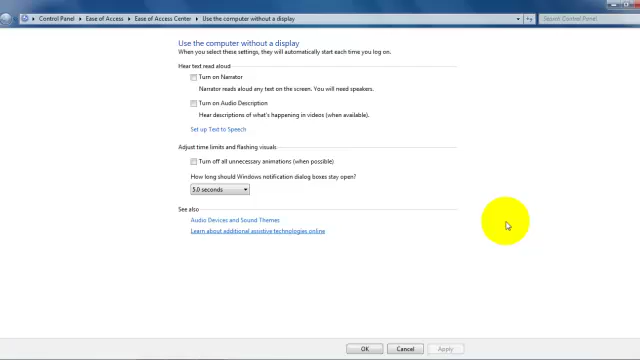 Control Panel Ease of Access Ease of Access Center Use the computer without a display Search Control Panel
Use the computer without a display
When you select these settings, they will automatically start each time you log on.
Hear text read aloud
Turn on Narrator
Narrator reads aloud any text on the screen. You will need speakers.
Turn on Audio Description
Hear descriptions of what's happening in videos (when available).
Set up Text to Speech
Adjust time limits and flashing visuals
Turn off all unnecessary animations (when possible)
How long should Windows notification dialog boxes stay open?
5.0 seconds
See also
Audio Devices and Sound Themes
Learn about additional assistive technologies online
OK Cancel Apply